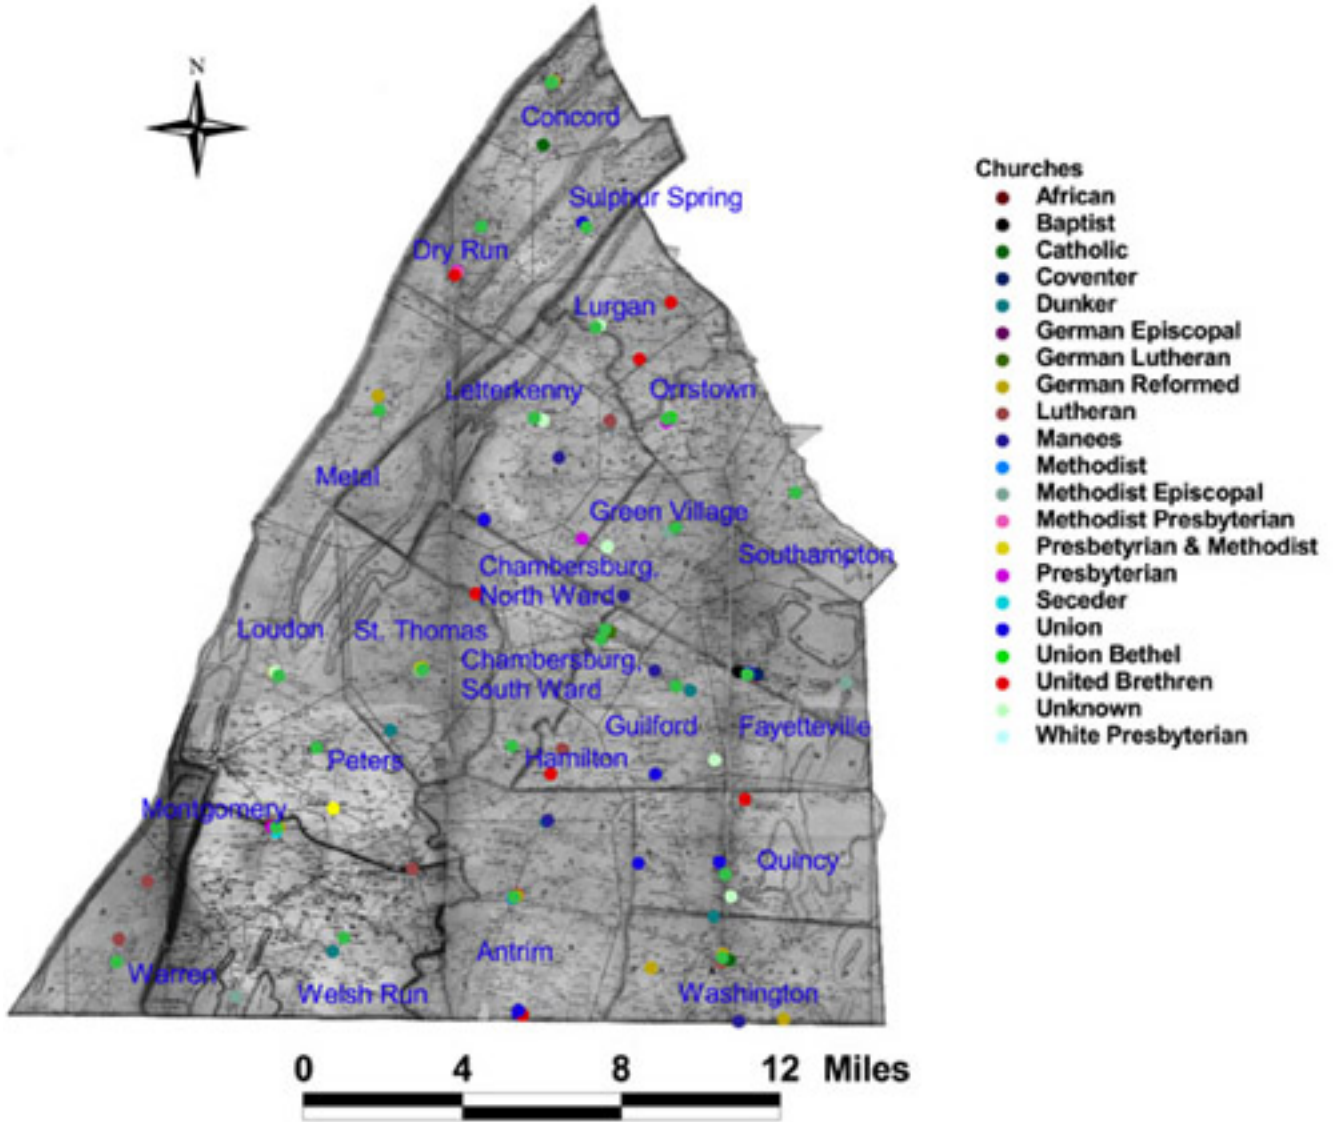 N
Concord
Sulphur Spring
Dry Run
Lurgan
Letterkenny
Orrstown
Metal
Green Village
Southampton
Chambersburg,
North Ward
Loudon
St. Thomas
Chambersburg,
South Ward
Guilford
Fayetteville
Peters
Hamilton
Montgomery
Quincy
Antrim
Warren
Welsh Run
Washington
Churches
African
Baptist
Catholic
Coventer
Dunker
German Episcopal
German Lutheran
German Reformed
Lutheran
Manees
Methodist
Methodist Episcopal
Methodist Presbyterian
Presbetyrian & Methodist
Presbyterian
Seceder
Union
Union Bethel
United Brethren
Unknown
White Presbyterian
0 4 8 12 Miles